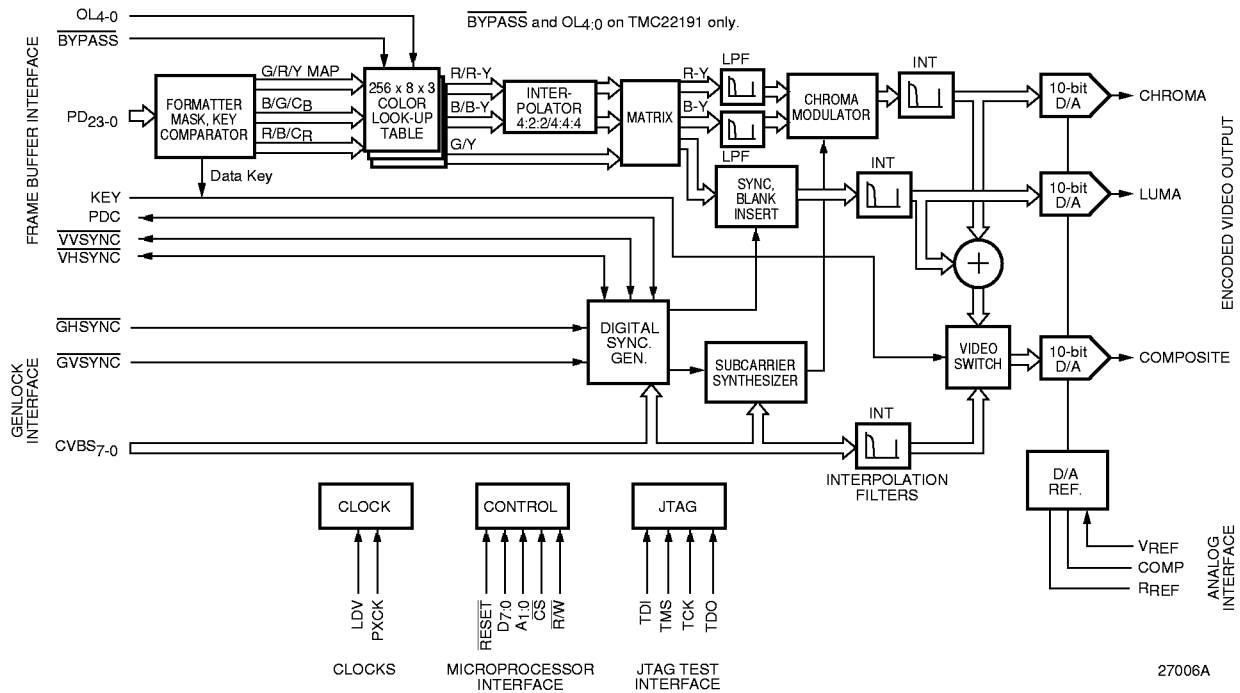 OL4-0
BYPASS
BYPASS and OL4:0 on TMC22191 only.
FRAME BUFFER INTERFACE
PD23-0
FORMATTER
MASK, KEY
COMPARATOR
G/R/Y MAP
B/G/CB
R/B/CR
Data Key
256 x 8 x 3
COLOR
LOOK-UP
TABLE
R/R-Y
B/B-Y
G/Y
INTER-
POLATOR
4:2:2/4:4:4
MATRIX
R-Y
B-Y
LPF
LPF
CHROMA
MODULATOR
INT
10-bit
D/A
CHROMA
SYNC,
BLANK
INSERT
INT
10-bit
D/A
LUMA
ENCODED VIDEO OUTPUT
KEY
PDC
VVSYNC
VHSYNC
+
GENLOCK
INTERFACE
GHSYNC
GVSYNC
CVBS7-0
DIGITAL
SYNC.
GEN.
SUBCARRIER
SYNTHESIZER
VIDEO
SWITCH
10-bit
D/A
COMPOSITE
INT
INTERPOLATION
FILTERS
D/A
REF.
VREF
COMP
RREF
ANALOG
INTERFACE
CLOCK
LDV
PXCK
CLOCKS
CONTROL
RESET
D7:0
A1:0
CS
R/W
MICROPROCESSOR
INTERFACE
JTAG
TDI
TMS
TCK
TDO
JTAG TEST
INTERFACE
27006A